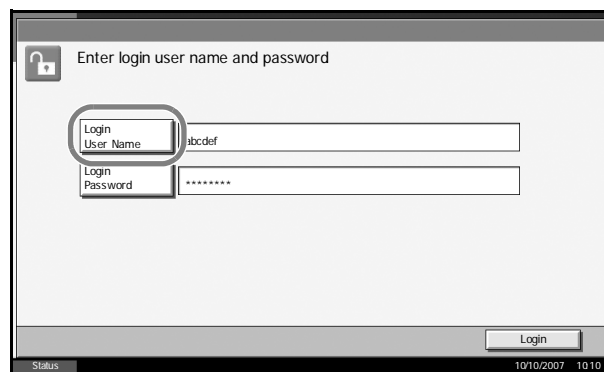 Enter login user name and password
Login
User Name
abcdef
Login
Password
********
Login
Status
10/10/2007 10:10